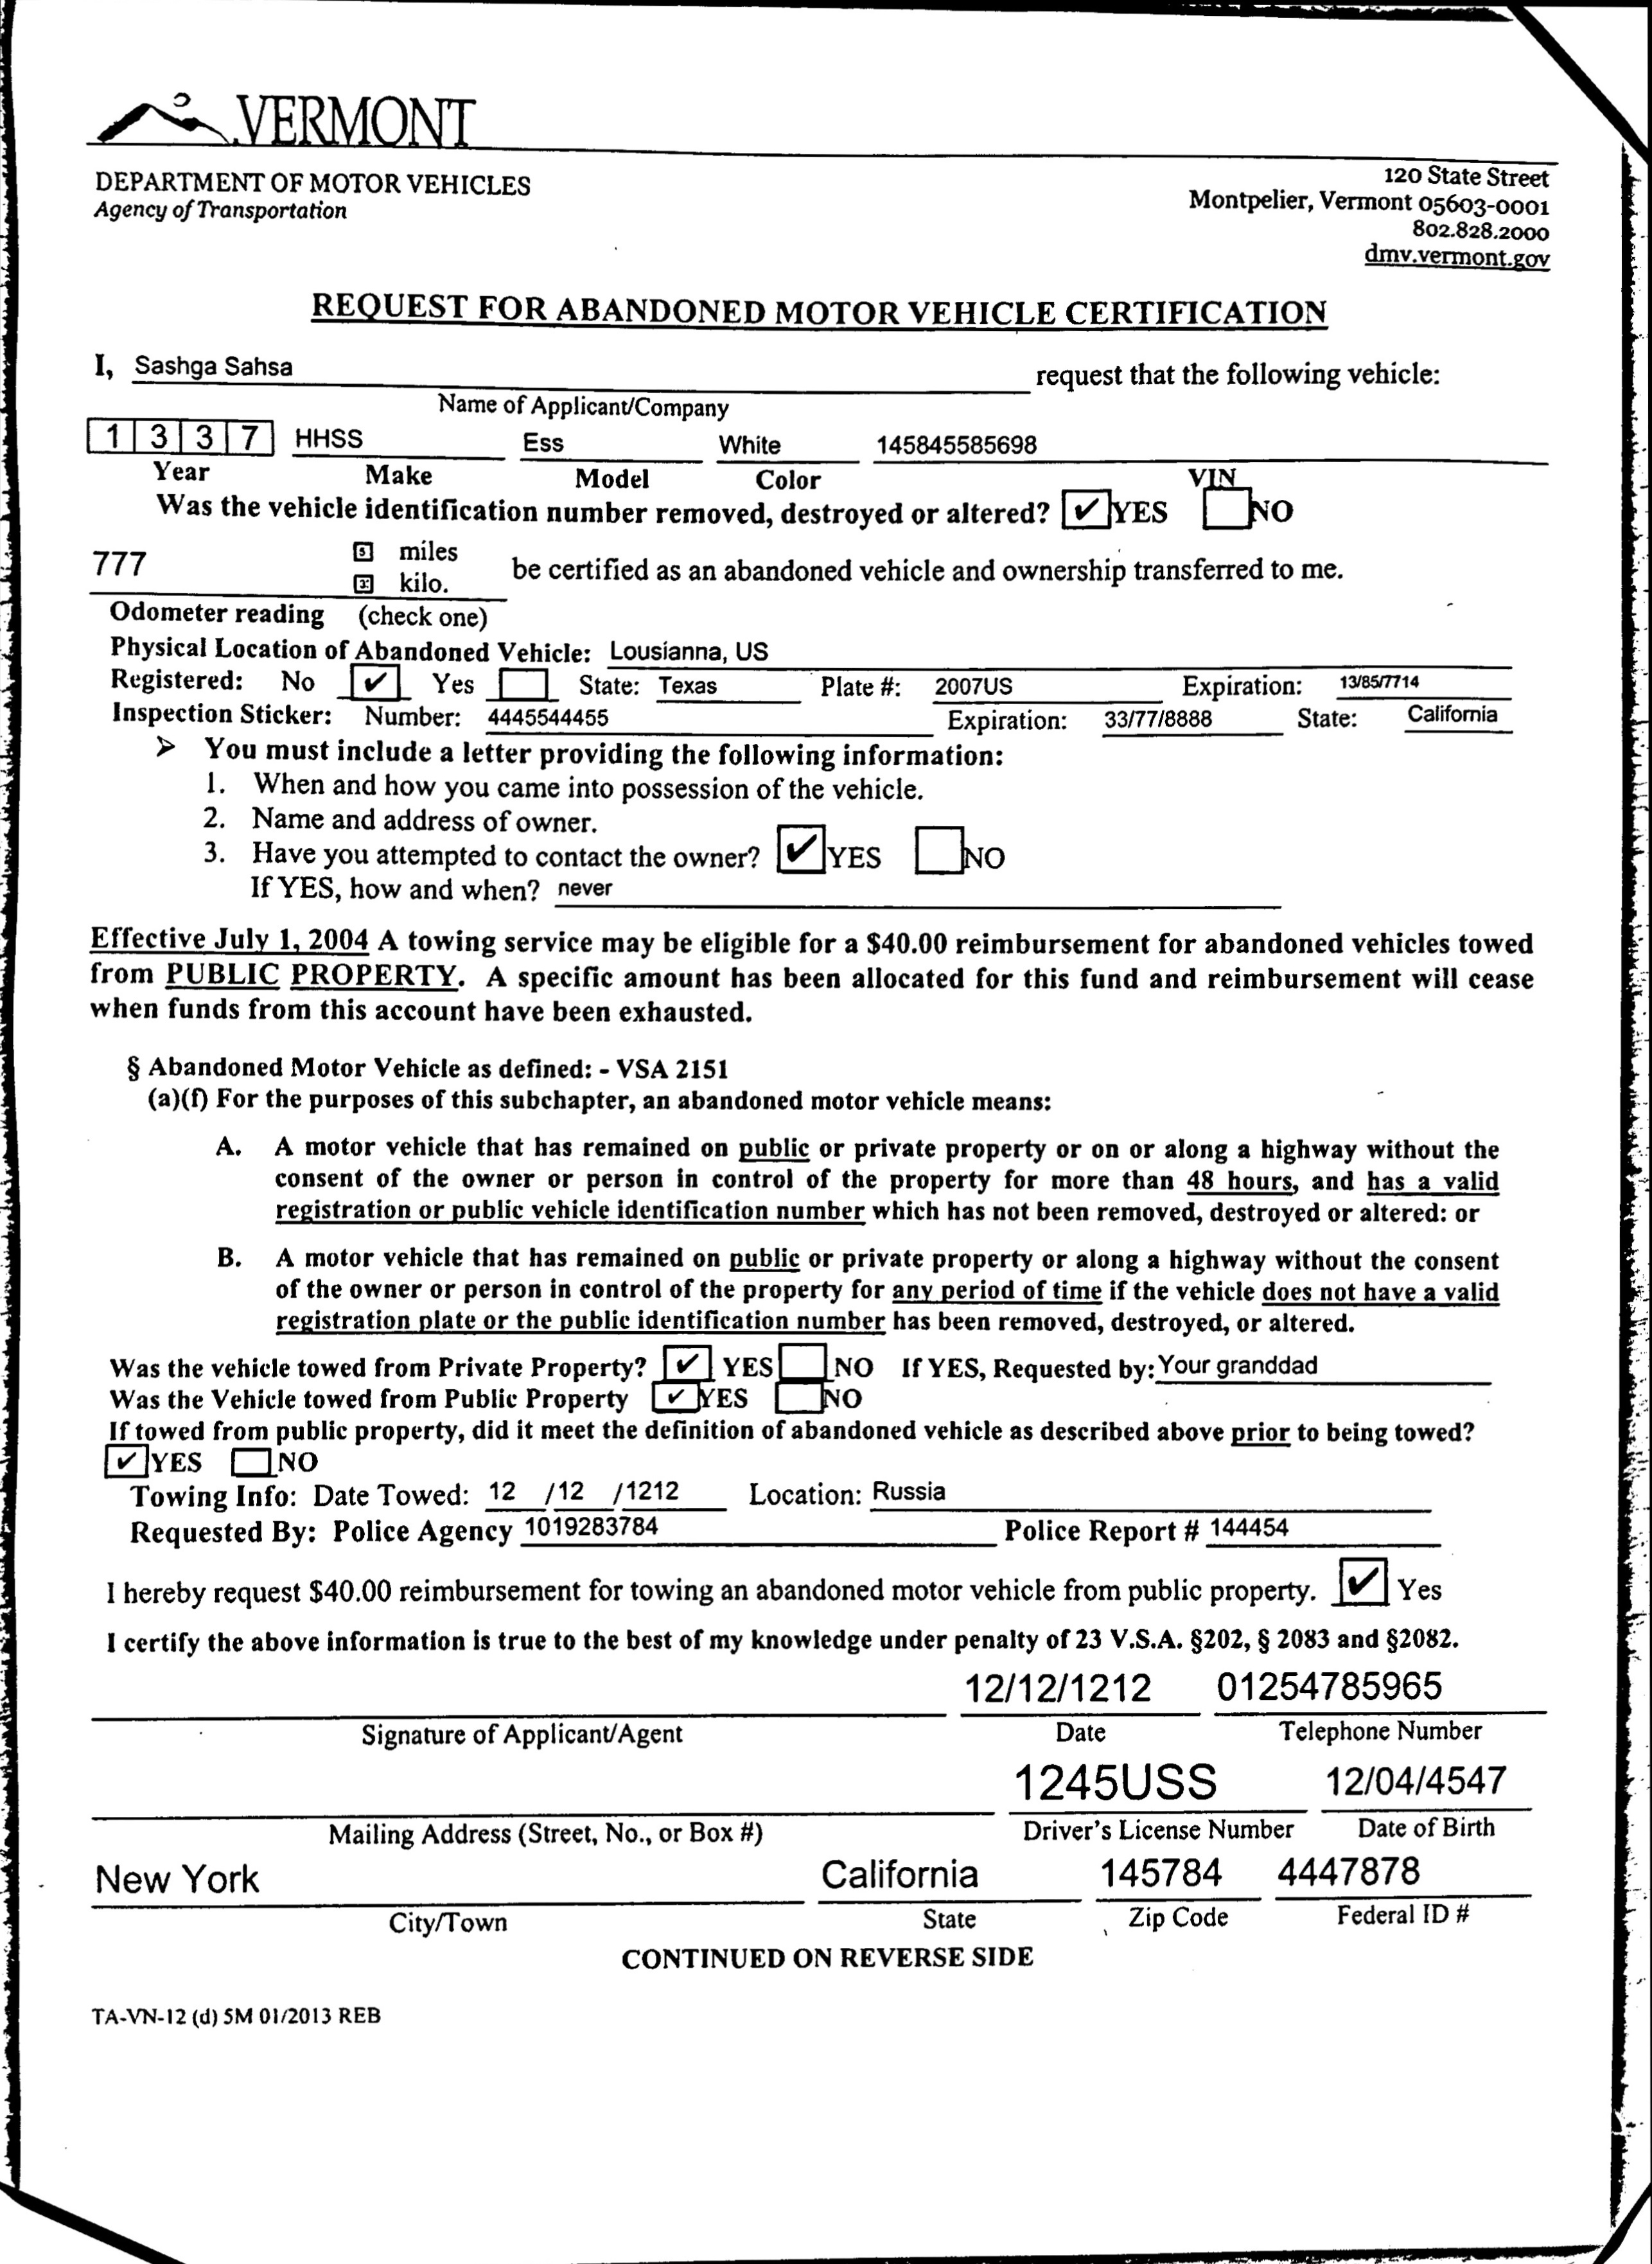 VERMONT
DEPARTMENT OF MOTOR VEHICLES
Agency of Transportation
120 State Street
Montpelier, Vermont 05603-0001
802.828.2000
dmv.vermont.gov
REQUEST FOR ABANDONED MOTOR VEHICLE CERTIFICATION
I, Sashga Sahsa request that the following vehicle:
Name of Applicant/Company
1 3 3 7 HHSS Ess White 145845585698
Year Make Model Color VIN
Was the vehicle identification number removed, destroyed or altered? ✔ YES NO
777 miles
kilo. be certified as an abandoned vehicle and ownership transferred to me.
Odometer reading (check one)
Physical Location of Abandoned Vehicle: Lousianna, US
Registered: No ✔ Yes State: Texas Plate #: 2007US Expiration: 13/85/7714
Inspection Sticker: Number: 4445544455 Expiration: 33/77/8888 State: California
➢ You must include a letter providing the following information:
1. When and how you came into possession of the vehicle.
2. Name and address of owner.
3. Have you attempted to contact the owner? ✔ YES NO
If YES, how and when? never
Effective July 1, 2004 A towing service may be eligible for a $40.00 reimbursement for abandoned vehicles towed
from PUBLIC PROPERTY. A specific amount has been allocated for this fund and reimbursement will cease
when funds from this account have been exhausted.
§ Abandoned Motor Vehicle as defined: - VSA 2151
(a)(f) For the purposes of this subchapter, an abandoned motor vehicle means:
A. A motor vehicle that has remained on public or private property or on or along a highway without the
consent of the owner or person in control of the property for more than 48 hours, and has a valid
registration or public vehicle identification number which has not been removed, destroyed or altered: or
B. A motor vehicle that has remained on public or private property or along a highway without the consent
of the owner or person in control of the property for any period of time if the vehicle does not have a valid
registration plate or the public identification number has been removed, destroyed, or altered.
Was the vehicle towed from Private Property? ✔ YES NO If YES, Requested by: Your granddad
Was the Vehicle towed from Public Property ✔ YES NO
If towed from public property, did it meet the definition of abandoned vehicle as described above prior to being towed?
✔ YES NO
Towing Info: Date Towed: 12 /12 /1212 Location: Russia
Requested By: Police Agency 1019283784 Police Report # 144454
I hereby request $40.00 reimbursement for towing an abandoned motor vehicle from public property. ✔ Yes
I certify the above information is true to the best of my knowledge under penalty of 23 V.S.A. §202, § 2083 and §2082.
12/12/1212 01254785965
Signature of Applicant/Agent Date Telephone Number
1245USS 12/04/4547
Mailing Address (Street, No., or Box #) Driver's License Number Date of Birth
New York California 145784 4447878
City/Town State Zip Code Federal ID #
CONTINUED ON REVERSE SIDE
TA-VN-12 (d) 5M 01/2013 REB